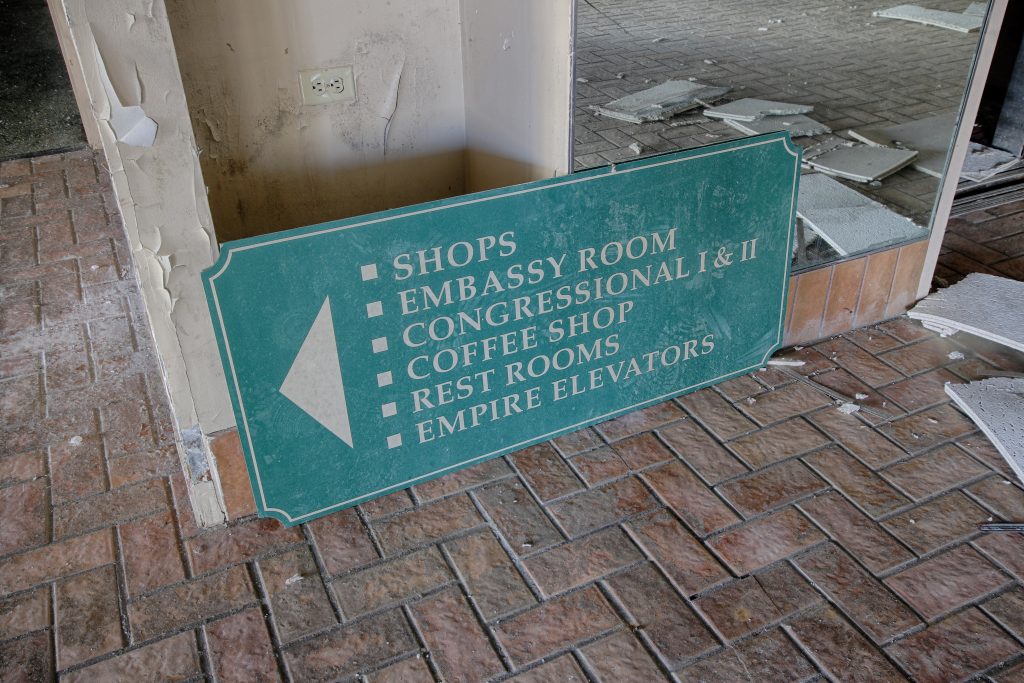 SHOPS
EMBASSY ROOM
CONGRESSIONAL I & II
COFFEE SHOP
REST ROOMS
EMPIRE ELEVATORS